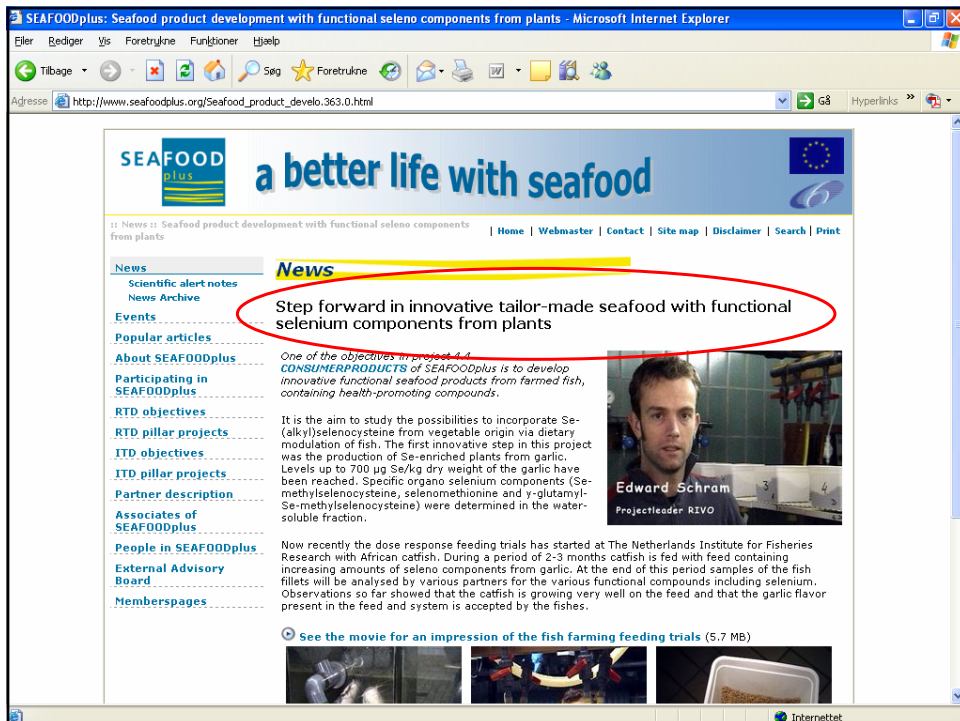 SEAFOODplus: Seafood product development with functional seleno components from plants - Microsoft Internet Explorer
Filer Rediger Vis Foretrukne Funktioner Hjælp
Tilbage Søg Foretrukne
Adresse http://www.seafoodplus.org/Seafood_product_develo.363.0.html Gå Hyperlinks »
SEAFOOD
plus
a better life with seafood
6
:: News :: Seafood product development with functional seleno components
from plants
| Home | Webmaster | Contact | Site map | Disclaimer | Search | Print
News
Scientific alert notes
News Archive
Events
Popular articles
About SEAFOODplus
Participating in
SEAFOODplus
RTD objectives
RTD pillar projects
ITD objectives
ITD pillar projects
Partner description
Associates of
SEAFOODplus
People in SEAFOODplus
External Advisory
Board
Memberspages
News
Step forward in innovative tailor-made seafood with functional
selenium components from plants
One of the objectives in project 4.4
CONSUMERPRODUCTS of SEAFOODplus is to develop
innovative functional seafood products from farmed fish,
containing health-promoting compounds.
It is the aim to study the possibilities to incorporate Se-
(alkyl)selenocysteine from vegetable origin via dietary
modulation of fish. The first innovative step in this project
was the production of Se-enriched plants from garlic.
Levels up to 700 µg Se/kg dry weight of the garlic have
been reached. Specific organo selenium components (Se-
methylselenocysteine, selenomethionine and y-glutamyl-
Se-methylselenocysteine) were determined in the water-
soluble fraction.
Edward Schram
Projectleader RIVO
3
4
Now recently the dose response feeding trials has started at The Netherlands Institute for Fisheries
Research with African catfish. During a period of 2-3 months catfish is fed with feed containing
increasing amounts of seleno components from garlic. At the end of this period samples of the fish
fillets will be analysed by various partners for the various functional compounds including selenium.
Observations so far showed that the catfish is growing very well on the feed and that the garlic flavor
present in the feed and system is accepted by the fishes.
See the movie for an impression of the fish farming feeding trials (5.7 MB)
Internettet